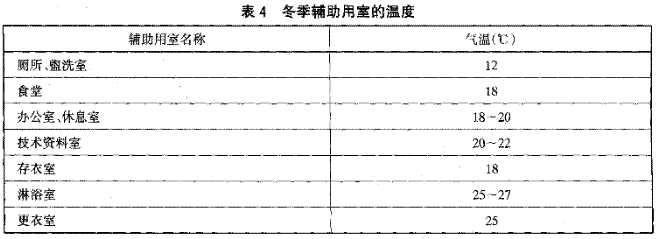 表 4 冬季辅助用室的温度
辅助用室名称 气温(℃)
厕所、盥洗室 12
食堂 18
办公室、休息室 18~20
技术资料室 20~22
存衣室 18
淋浴室 25~27
更衣室 25